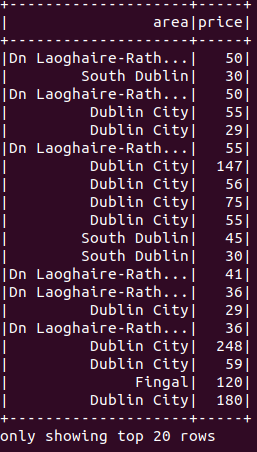 +-------------------+-----+
|               area|price|
+-------------------+-----+
|Dn Laoghaire-Rath...|   50|
|       South Dublin|   30|
|Dn Laoghaire-Rath...|   50|
|        Dublin City|   55|
|        Dublin City|   29|
|Dn Laoghaire-Rath...|   55|
|        Dublin City|  147|
|        Dublin City|   56|
|        Dublin City|   75|
|        Dublin City|   55|
|       South Dublin|   45|
|       South Dublin|   30|
|Dn Laoghaire-Rath...|   41|
|Dn Laoghaire-Rath...|   36|
|        Dublin City|   29|
|Dn Laoghaire-Rath...|   36|
|        Dublin City|  248|
|        Dublin City|   59|
|             Fingal|  120|
|        Dublin City|  180|
+-------------------+-----+
only showing top 20 rows